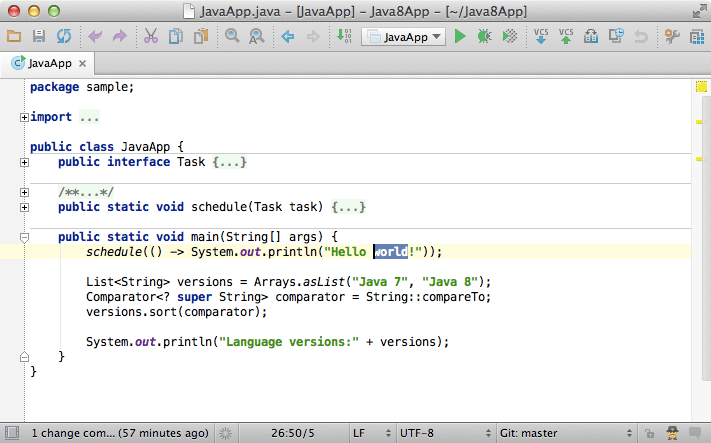 JavaApp.java – [JavaApp] – Java8App – [~/Java8App]
JavaApp
VCS VCS
JavaApp
package sample;
import ...
public class JavaApp {
public interface Task {...}
/**...*/
public static void schedule(Task task) {...}
public static void main(String[] args) {
schedule(() -> System.out.println("Hello world!"));
List<String> versions = Arrays.asList("Java 7", "Java 8");
Comparator<? super String> comparator = String::compareTo;
versions.sort(comparator);
System.out.println("Language versions:" + versions);
}
}
1 change com... (57 minutes ago) 26:50/5 LF UTF-8 Git: master